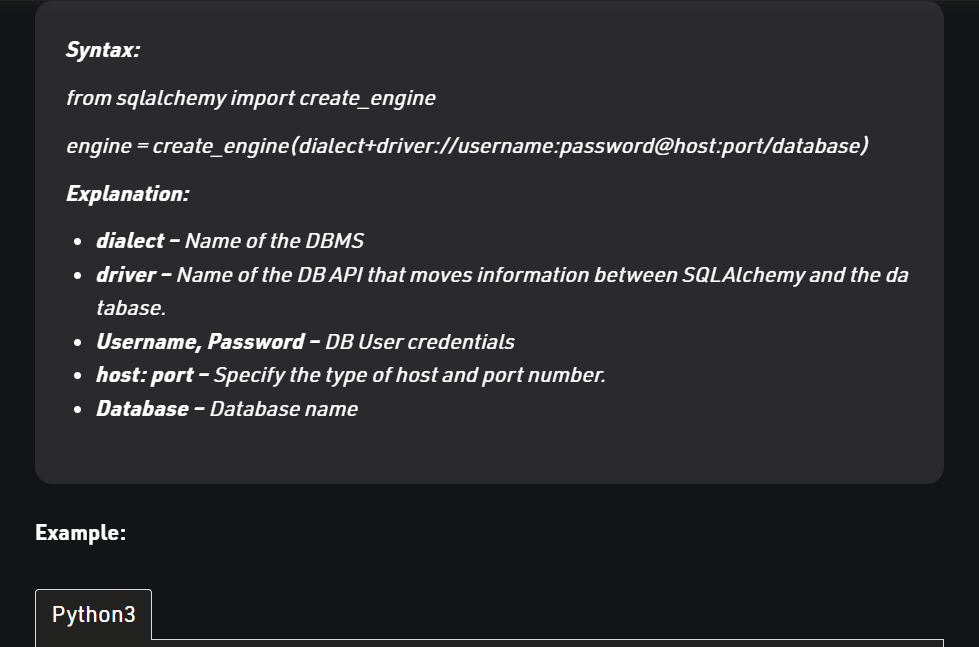 Syntax:
from sqlalchemy import create_engine
engine = create_engine(dialect+driver://username:password@host:port/database)
Explanation:
• dialect – Name of the DBMS
• driver – Name of the DB API that moves information between SQLAlchemy and the da
tabase.
• Username, Password – DB User credentials
• host: port – Specify the type of host and port number.
• Database – Database name
Example:
Python3